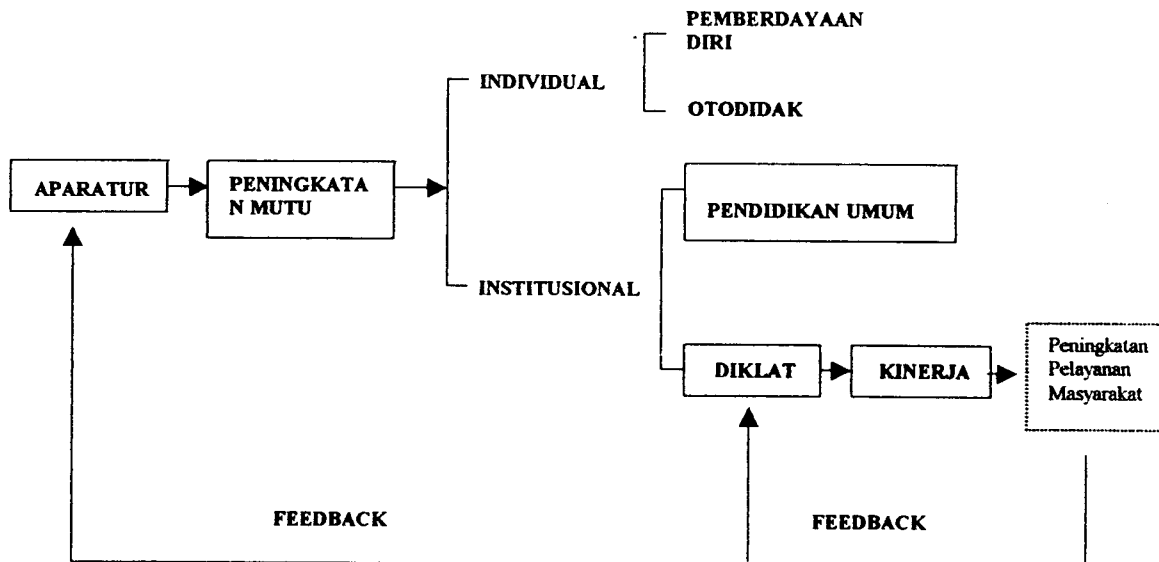 PEMBERDAYAAN
DIRI
INDIVIDUAL
OTODIDAK
APARATUR
PENINGKATA
N MUTU
PENDIDIKAN UMUM
INSTITUSIONAL
DIKLAT
KINERJA
Peningkatan
Pelayanan
Masyarakat
FEEDBACK
FEEDBACK